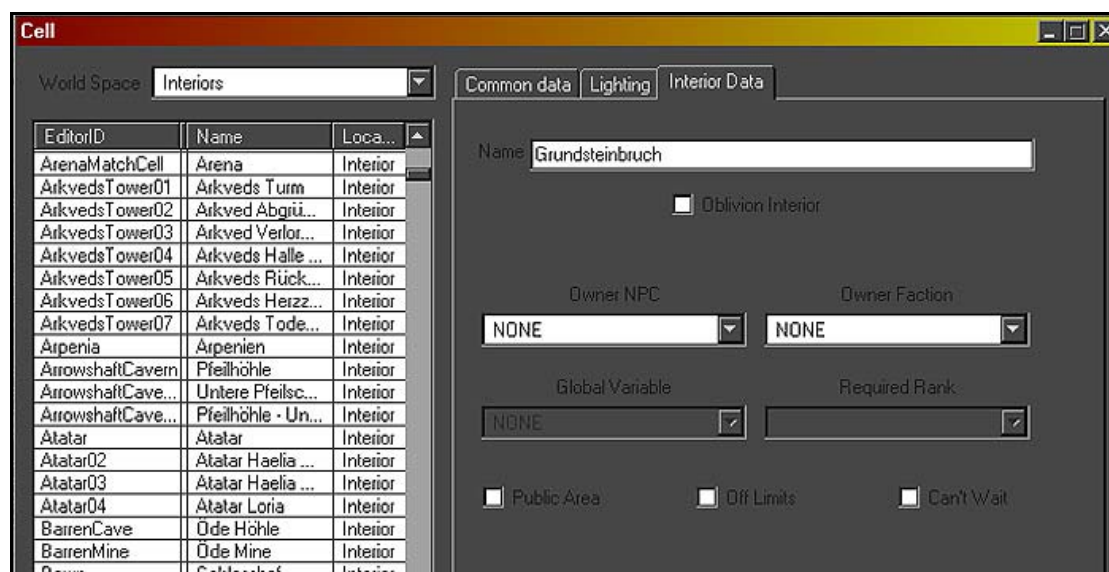 Cell
World Space Interiors
EditorID Name Loca...
ArenaMatchCell Arena Interior
ArkvedsTower01 Arkveds Turm Interior
ArkvedsTower02 Arkved Abgrü... Interior
ArkvedsTower03 Arkved Verlor... Interior
ArkvedsTower04 Arkveds Halle ... Interior
ArkvedsTower05 Arkveds Rück... Interior
ArkvedsTower06 Arkveds Herzz... Interior
ArkvedsTower07 Arkveds Tode... Interior
Arpenia Arpenien Interior
ArrowshaftCavern Pfeilhöhle Interior
ArrowshaftCave... Untere Pfeilsc... Interior
ArrowshaftCave... Pfeilhöhle - Un... Interior
Atatar Atatar Interior
Atatar02 Atatar Haelia ... Interior
Atatar03 Atatar Haelia ... Interior
Atatar04 Atatar Loria Interior
BarrenCave Öde Höhle Interior
BarrenMine Öde Mine Interior
Common data Lighting Interior Data
Name Grundsteinbruch
Oblivion Interior
Owner NPC Owner Faction
NONE NONE
Global Variable Required Rank
NONE
Public Area Off Limits Can't Wait